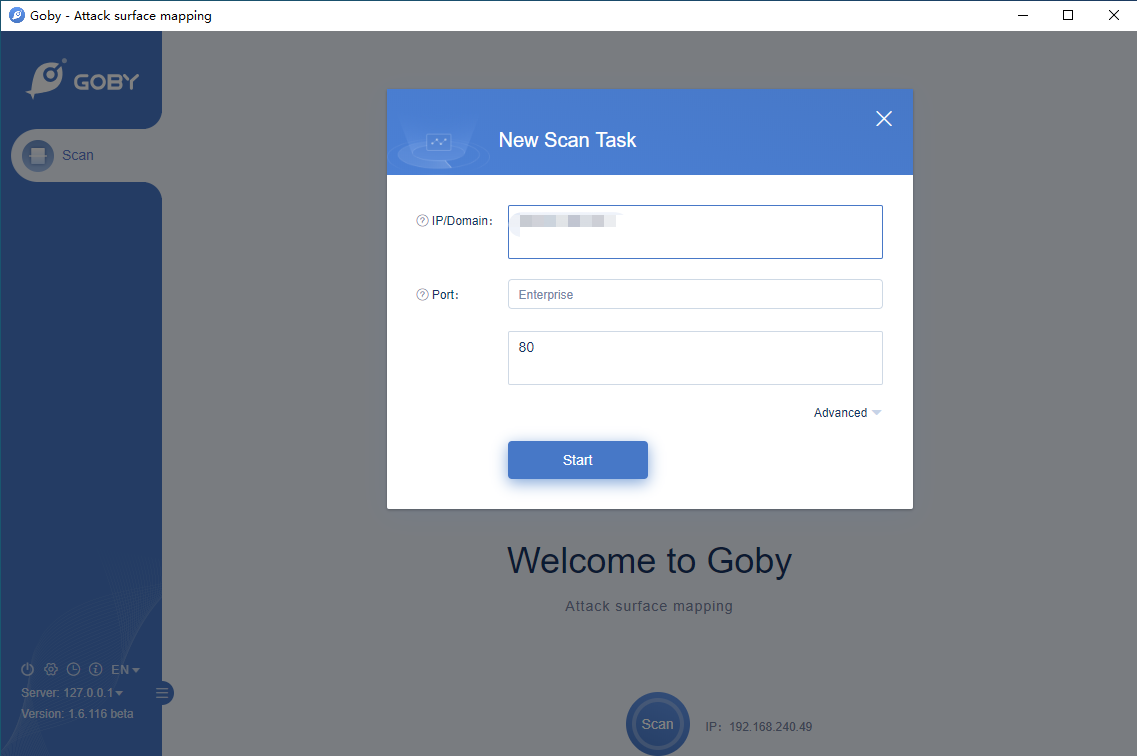 Goby - Attack surface mapping
GOBY
Scan
New Scan Task
IP/Domain:
Port:
Enterprise
80
Advanced
Start
Welcome to Goby
Attack surface mapping
EN
Server: 127.0.0.1
Version: 1.6.116 beta
Scan
IP: 192.168.240.49